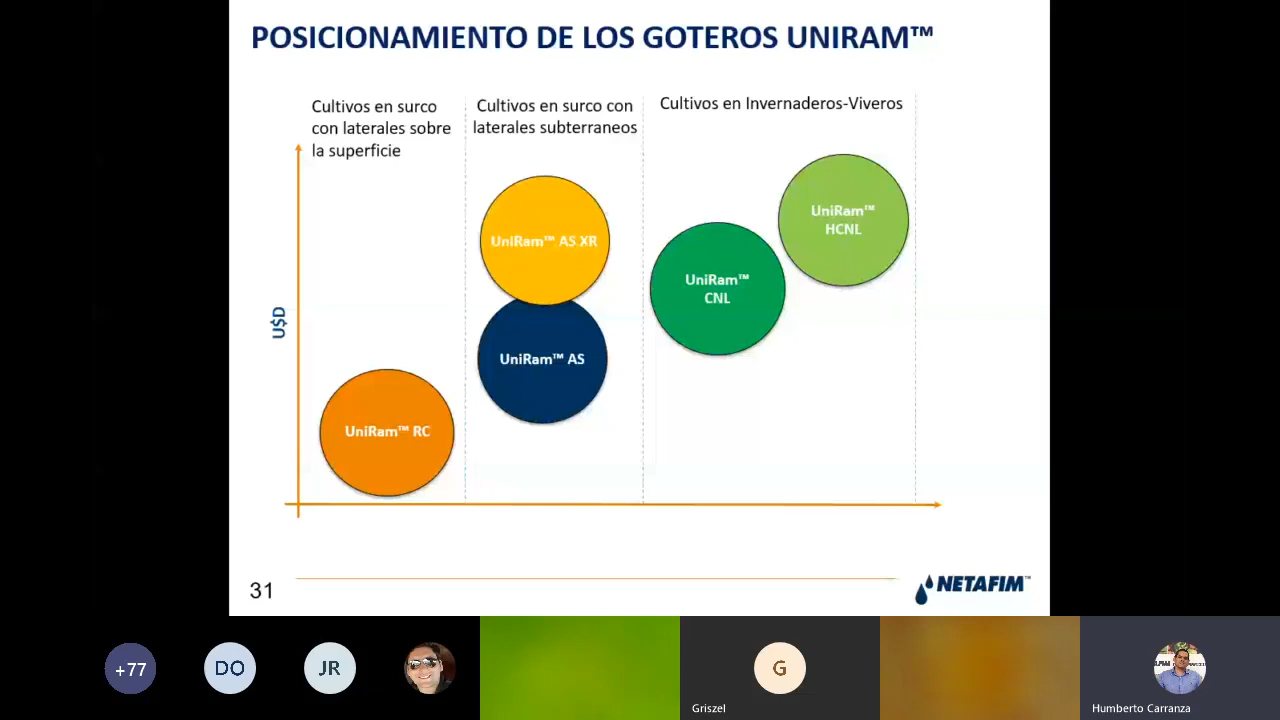 POSICIONAMIENTO DE LOS GOTEROS UNIRAM™
Cultivos en surco
con laterales sobre
la superficie
Cultivos en surco con
laterales subterraneos
Cultivos en Invernaderos-Viveros
U$D
UniRam™ RC
UniRam™ AS XR
UniRam™ AS
UniRam™
CNL
UniRam™
HCNL
31
NETAFIM™
+77
DO
JR
G
Griszel
Humberto Carranza